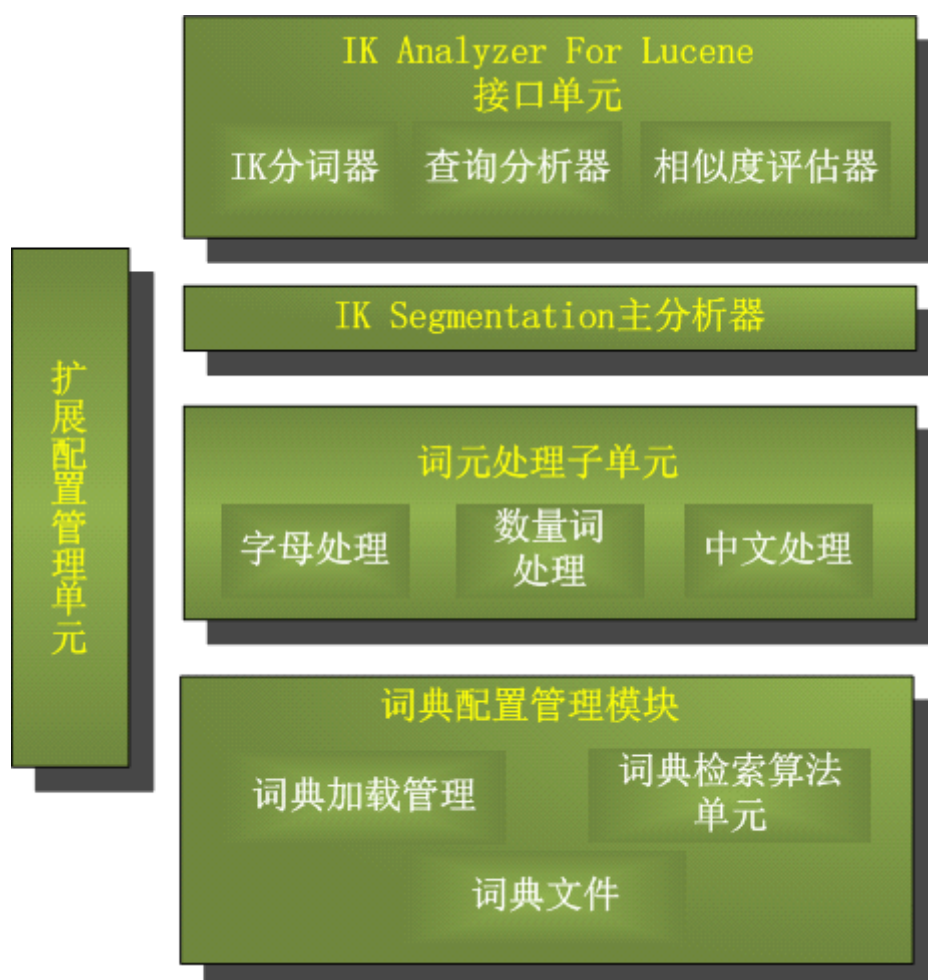 IK Analyzer For Lucene
接口单元
IK分词器
查询分析器
相似度评估器
扩展配置管理单元
IK Segmentation主分析器
词元处理子单元
字母处理
数量词
处理
中文处理
词典配置管理模块
词典加载管理
词典检索算法
单元
词典文件